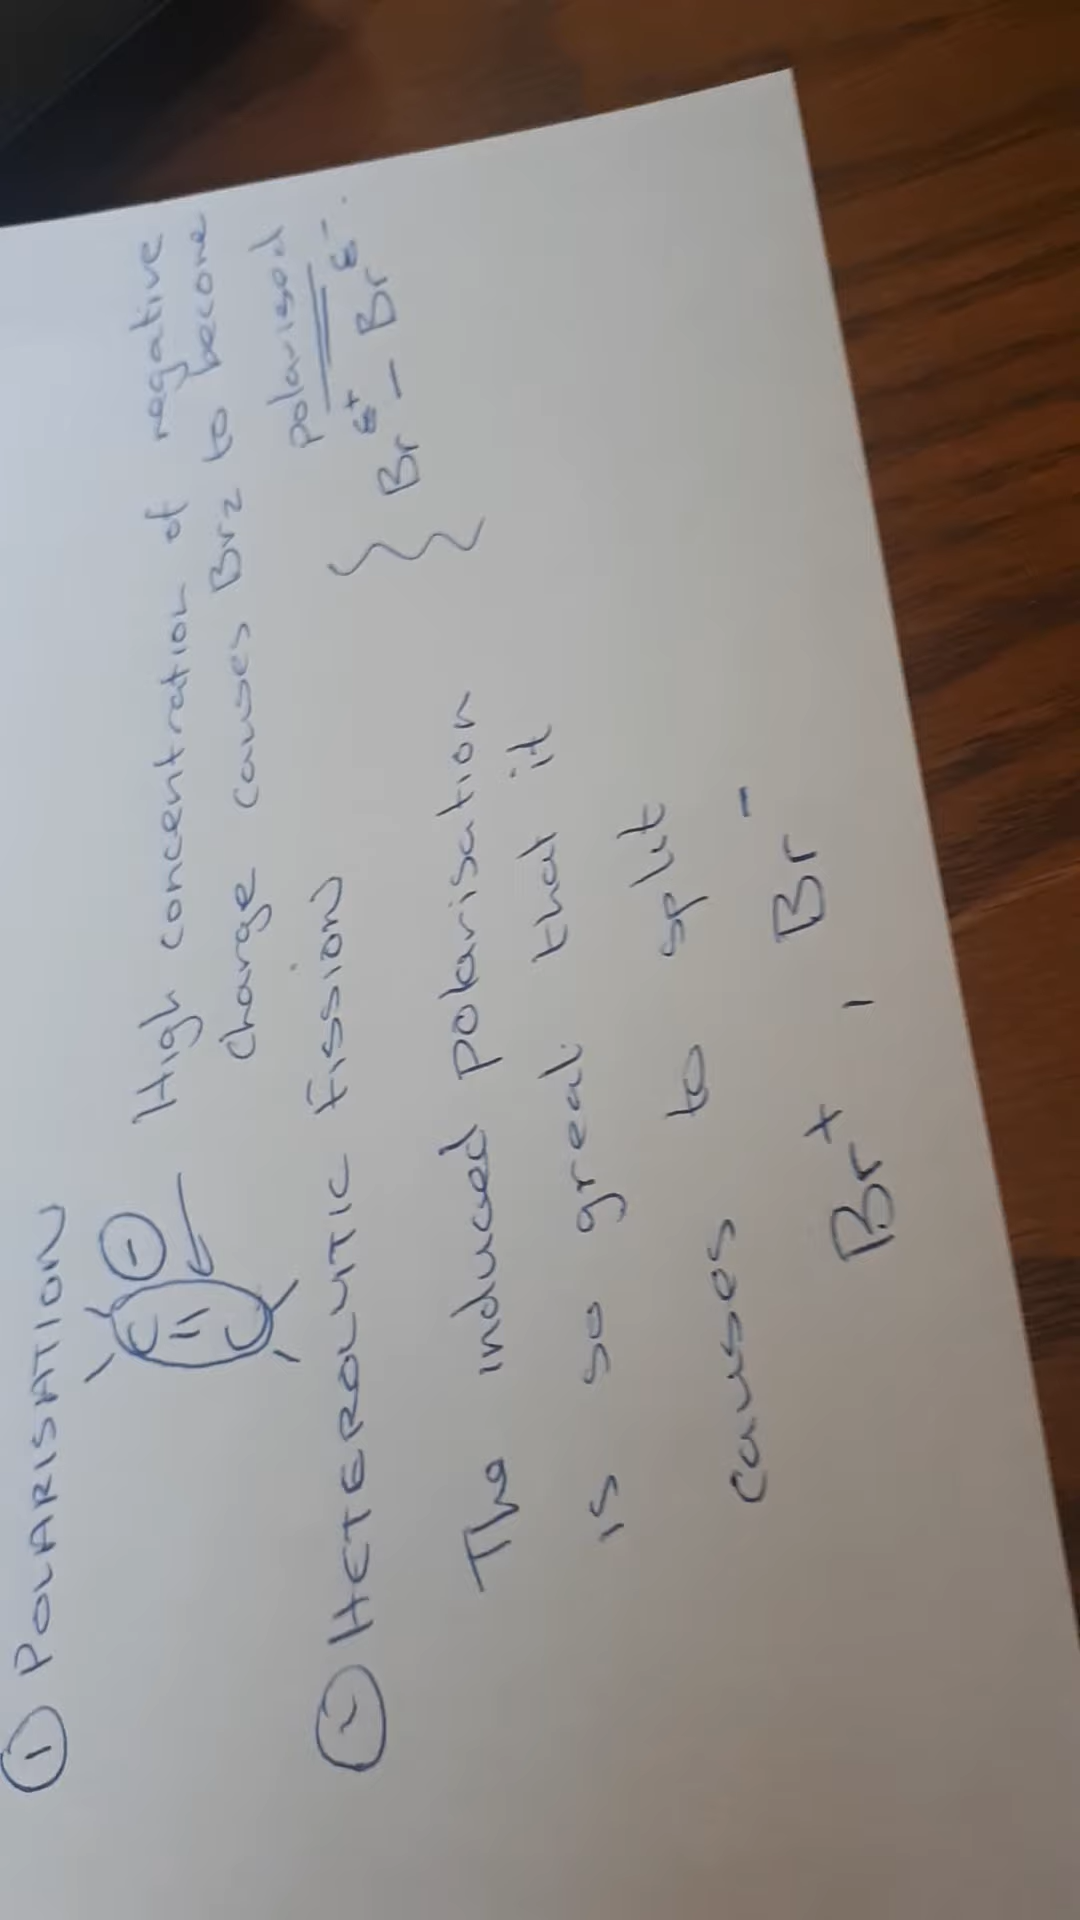 ① POLARISATION
C=C ⊖ High concentration of negative
charge causes Br2 to become
polarised
Br δ+ – Br δ-.
② HETEROLYTIC FISSION
The induced polarisation
is so great that it
causes to split
Br+, Br-